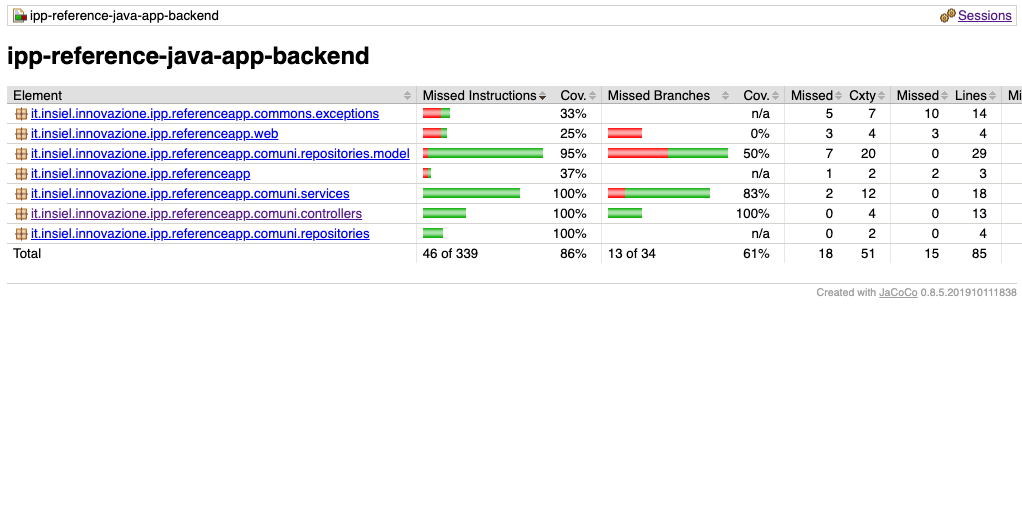 ipp-reference-java-app-backend Sessions
ipp-reference-java-app-backend
Element Missed Instructions Cov. Missed Branches Cov. Missed Cxty Missed Lines Mi
it.insiel.innovazione.ipp.referenceapp.commons.exceptions 33% n/a 5 7 10 14
it.insiel.innovazione.ipp.referenceapp.web 25% 0% 3 4 3 4
it.insiel.innovazione.ipp.referenceapp.comuni.repositories.model 95% 50% 7 20 0 29
it.insiel.innovazione.ipp.referenceapp 37% n/a 1 2 2 3
it.insiel.innovazione.ipp.referenceapp.comuni.services 100% 83% 2 12 0 18
it.insiel.innovazione.ipp.referenceapp.comuni.controllers 100% 100% 0 4 0 13
it.insiel.innovazione.ipp.referenceapp.comuni.repositories 100% n/a 0 2 0 4
Total 46 of 339 86% 13 of 34 61% 18 51 15 85
Created with JaCoCo 0.8.5.201910111838